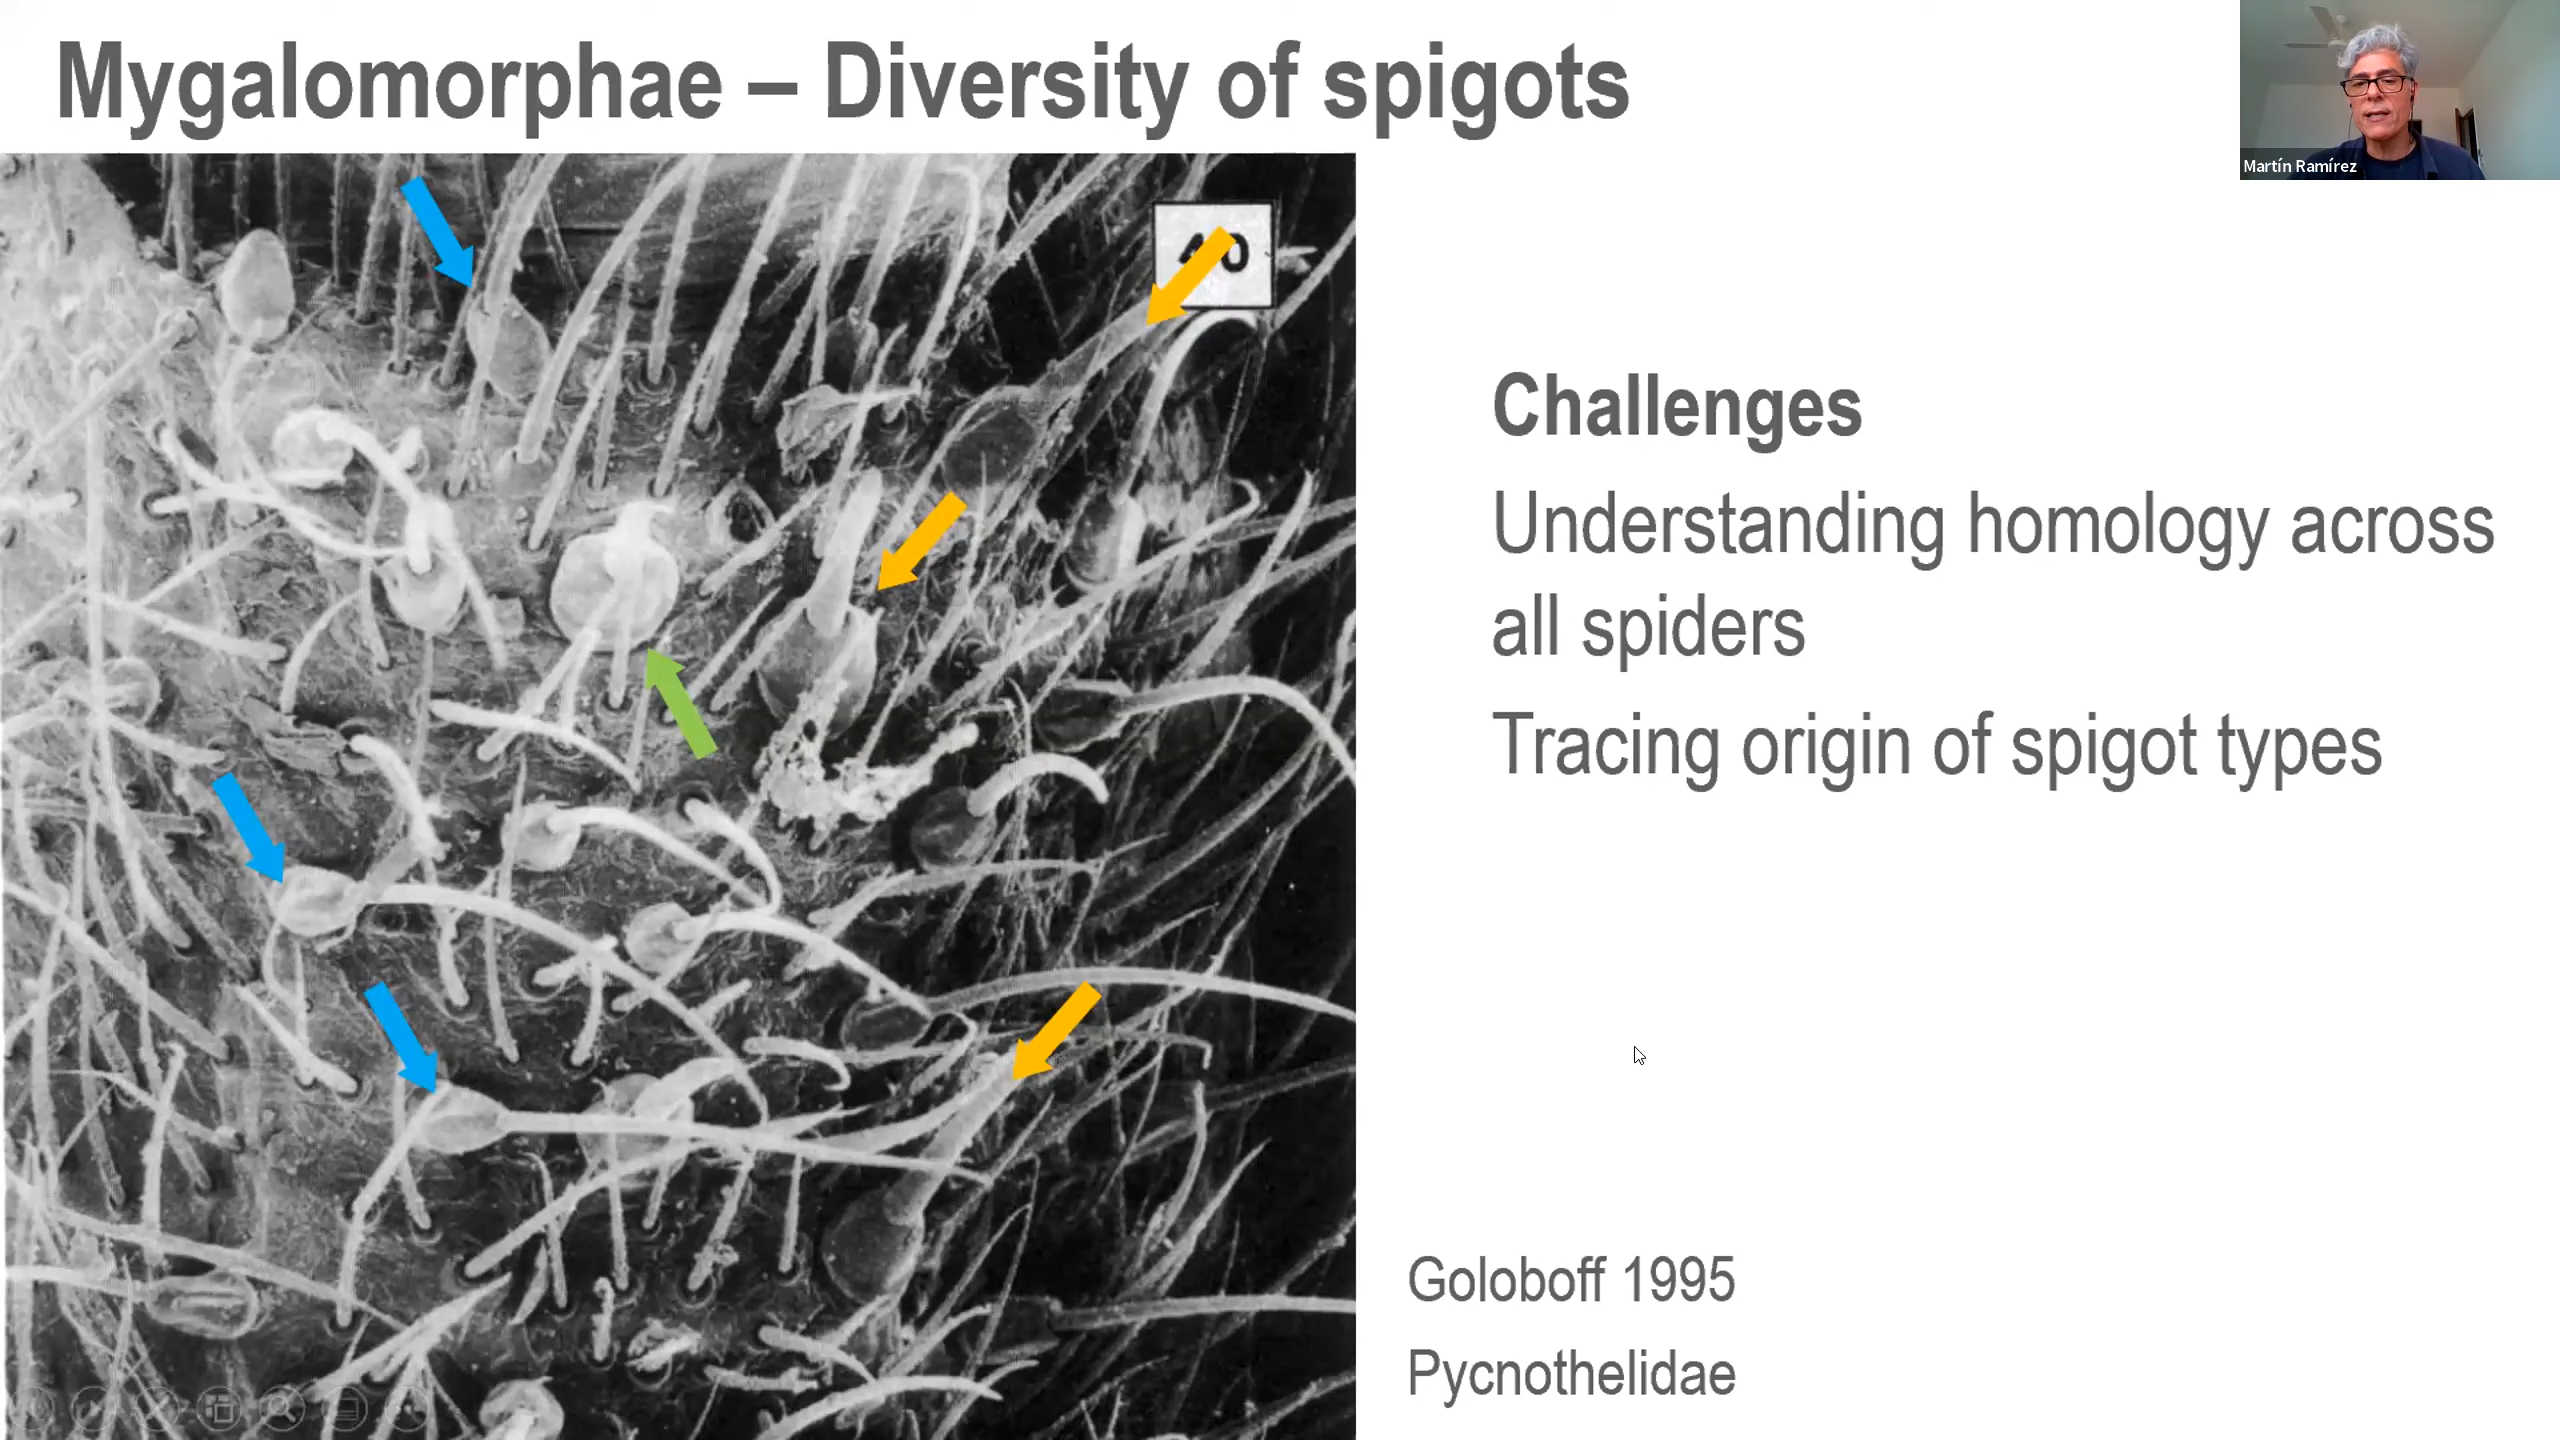 Mygalomorphae – Diversity of spigots
Martín Ramírez
Challenges
Understanding homology across
all spiders
Tracing origin of spigot types
Goloboff 1995
Pycnothelidae